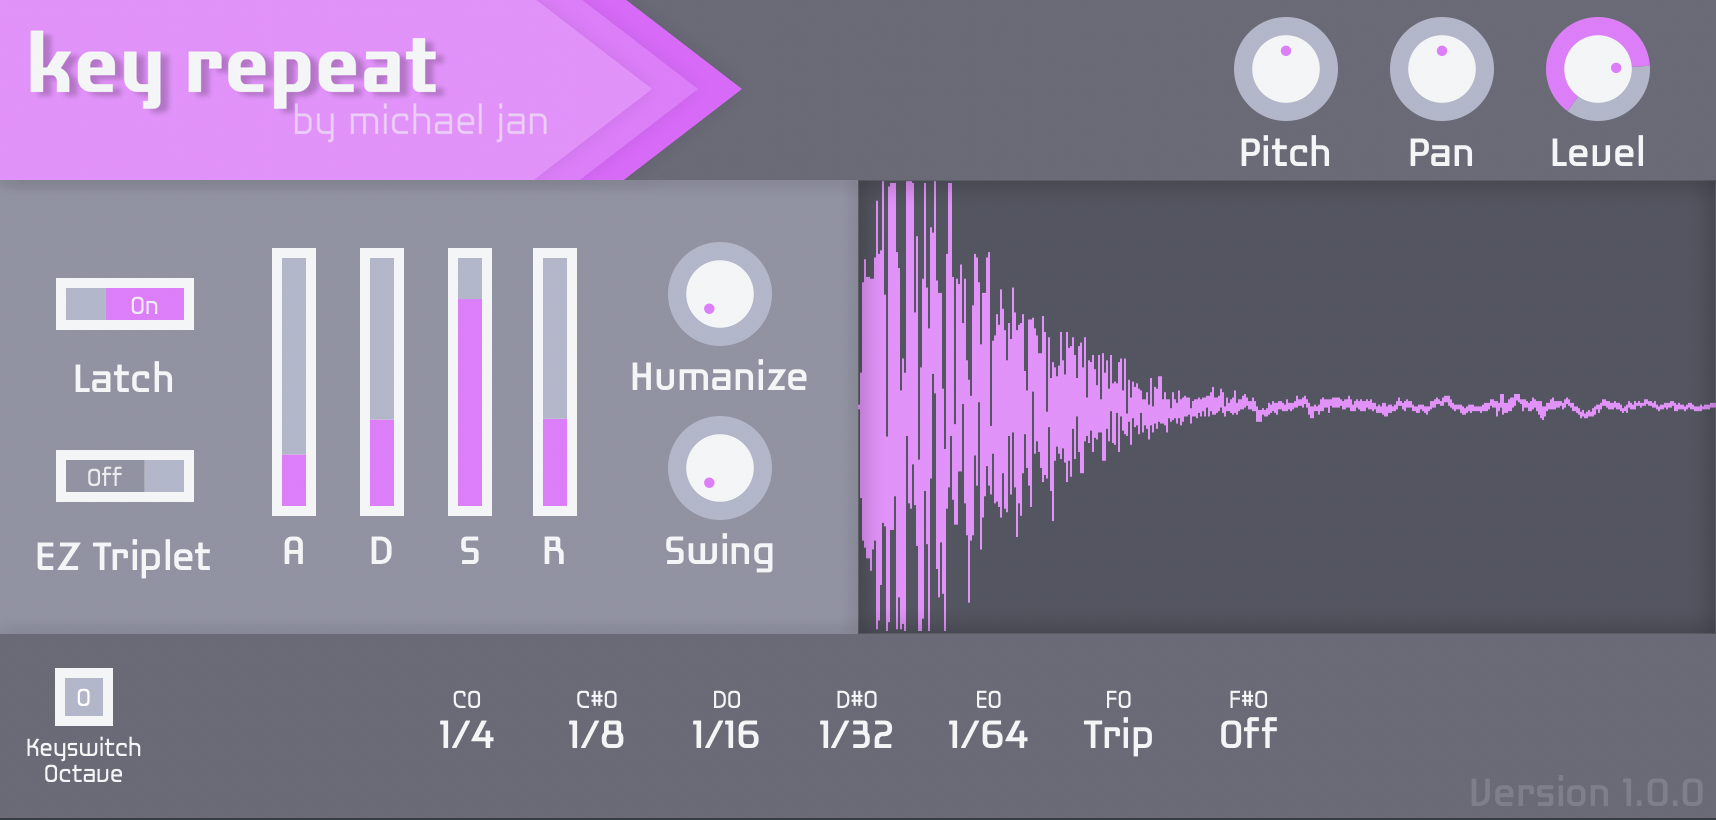 key repeat
by michael jan
Pitch Pan Level
On
Latch
Off
EZ Triplet
A D S R
Humanize
Swing
0
Keyswitch
Octave
C0 C#0 D0 D#0 E0 F0 F#0
1/4 1/8 1/16 1/32 1/64 Trip Off
Version 1.0.0